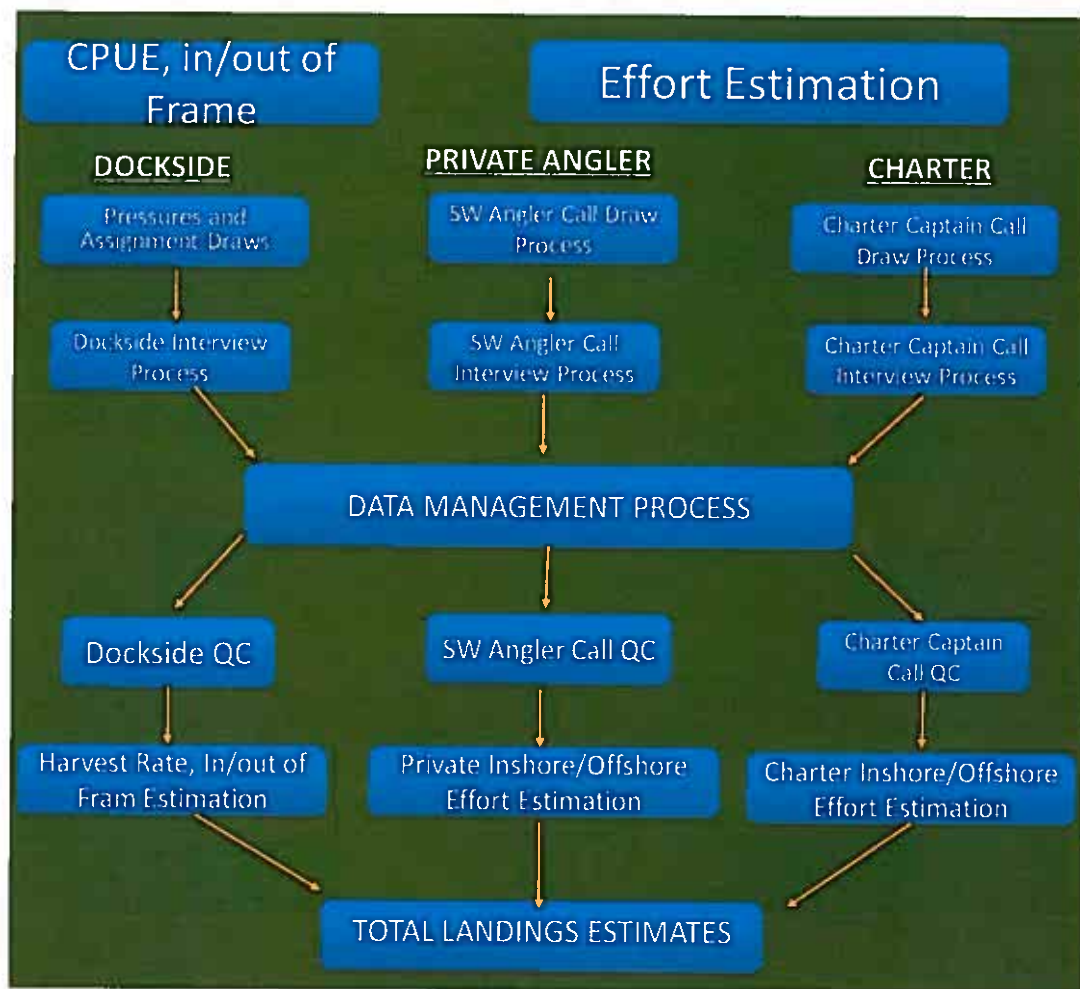 CPUE, in/out of
Frame
Effort Estimation
DOCKSIDE
PRIVATE ANGLER
CHARTER
Pressures and
Assignment Draws
SW Angler Call Draw
Process
Charter Captain Call
Draw Process
Dockside Interview
Process
SW Angler Call
Interview Process
Charter Captain Call
Interview Process
DATA MANAGEMENT PROCESS
Dockside QC
SW Angler Call QC
Charter Captain
Call QC
Harvest Rate, In/out of
Fram Estimation
Private Inshore/Offshore
Effort Estimation
Charter Inshore/Offshore
Effort Estimation
TOTAL LANDINGS ESTIMATES